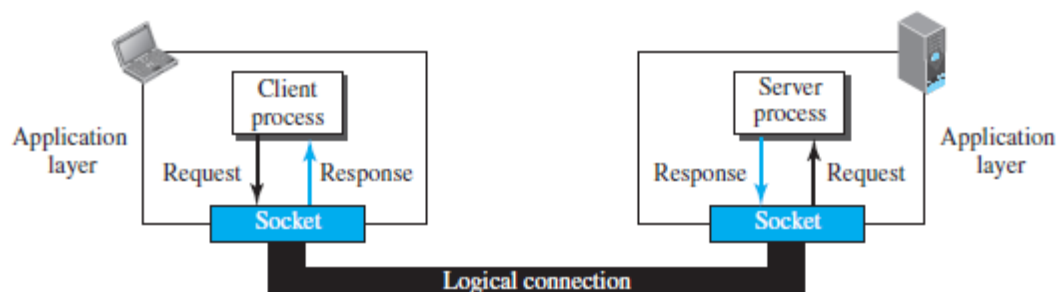 Client
process
Server
process
Application
layer
Application
layer
Request
Response
Response
Request
Socket
Socket
Logical connection